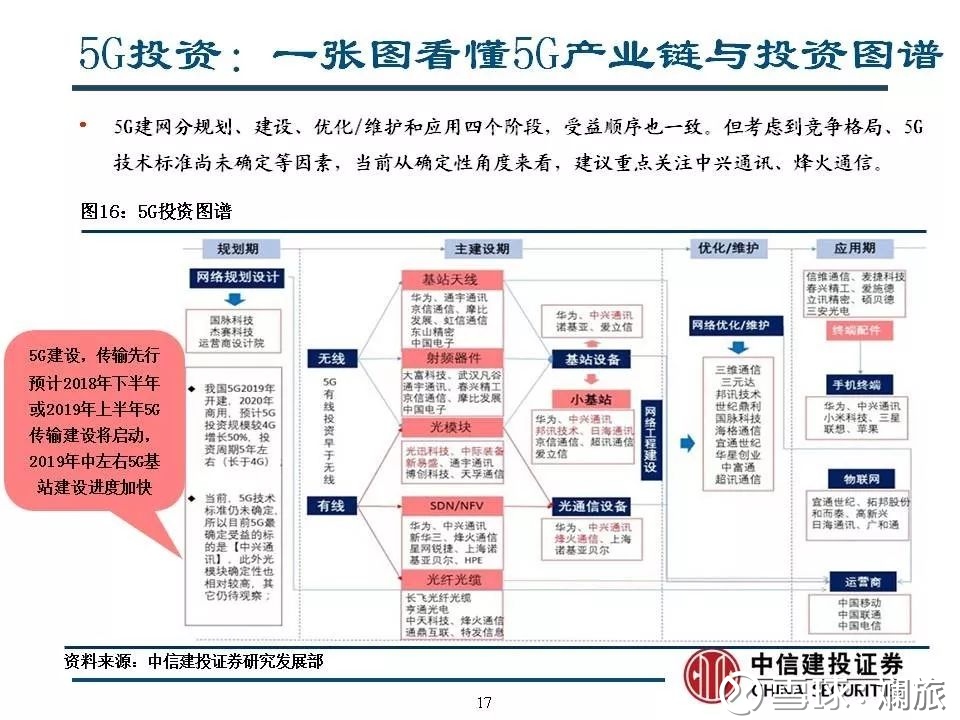 5G投资：一张图看懂5G产业链与投资图谱
• 5G建网分规划、建设、优化/维护和应用四个阶段，受益顺序也一致。但考虑到竞争格局、5G
技术标准尚未确定等因素，当前从确定性角度来看，建议重点关注中兴通讯、烽火通信。
图16：5G投资图谱
规划期
主建设期
优化/维护
应用期
网络规划设计
国脉科技
杰赛科技
运营商设计院
5G建设，传输先行
预计2018年下半年
或2019年上半年5G
传输建设将启动，
2019年中左右5G基
站建设进度加快
◆ 我国5G2019年
开建，2020年
商用，预计5G
投资规模较4G
增长50%，投
资周期5年左
右（长于4G）
◆ 当前，5G技术
标准仍未确定，
所以目前5G最
确定受益的标
的是【中兴通
讯】，此外光
模块确定性也
相对较高，其
它仍待观察；
无线
5G有线投资早于无线
有线
基站天线
华为、通宇通讯
京信通信、摩比
发展、虹信通信
东山精密
中国电子
射频器件
大富科技、武汉凡谷
通宇通讯、春兴精工
京信通信、摩比发展
中国电子
光模块
光迅科技、中际装备
新易盛、通宇通讯
博创科技、天孚通信
SDN/NFV
华为、中兴通讯
新华三、烽火通信
星网锐捷、上海诺
基亚贝尔、HPE
光纤光缆
长飞光纤光缆
亨通光电
中天科技、烽火通信
通鼎互联、特发信息
华为、中兴通讯
诺基亚、爱立信
基站设备
小基站
华为、中兴通讯
邦讯技术、日海通讯
京信通信、超讯通信
爱立信
光通信设备
华为、中兴通讯
烽火通信、上海
诺基亚贝尔
网络工程建设
网络优化/维护
三维通信
三元达
邦讯技术
世纪鼎利
国脉科技
海格通信
宜通世纪
华星创业
中富通
超讯通信
信维通信、麦捷科技
春兴精工、爱施德
立讯精密、硕贝德
三安光电
终端配件
手机终端
华为、中兴通讯
小米科技、三星
联想、苹果
物联网
宜通世纪、拓邦股份
和而泰、高新兴
日海通讯、广和通
运营商
中国移动
中国联通
中国电信
资料来源：中信建投证券研究发展部
中信建投证券
CHINA SECURITIES
雪球·烂旅
17